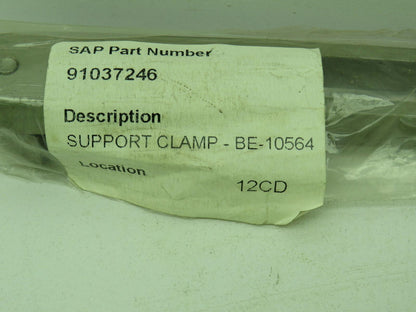 SAP Part Number
91037246
Description
SUPPORT CLAMP - BE-10564
Location
12CD